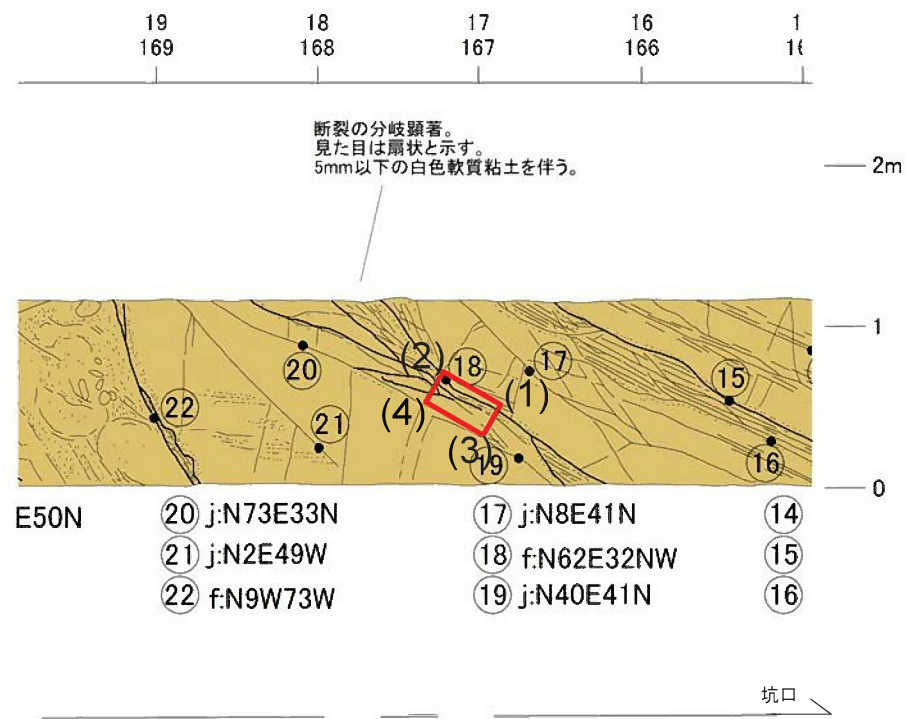 19 18 17 16 1
169 168 167 166
断裂の分岐顕著。
見た目は扇状と示す。
5mm以下の白色軟質粘土を伴う。
2m
1
0
(2) 18 17
20 (1) 15
(4) 22 21
(3) 19 16
E50N
20 j:N73E33N
21 j:N2E49W
22 f:N9W73W
17 j:N8E41N
18 f:N62E32NW
19 j:N40E41N
14
15
16
坑口